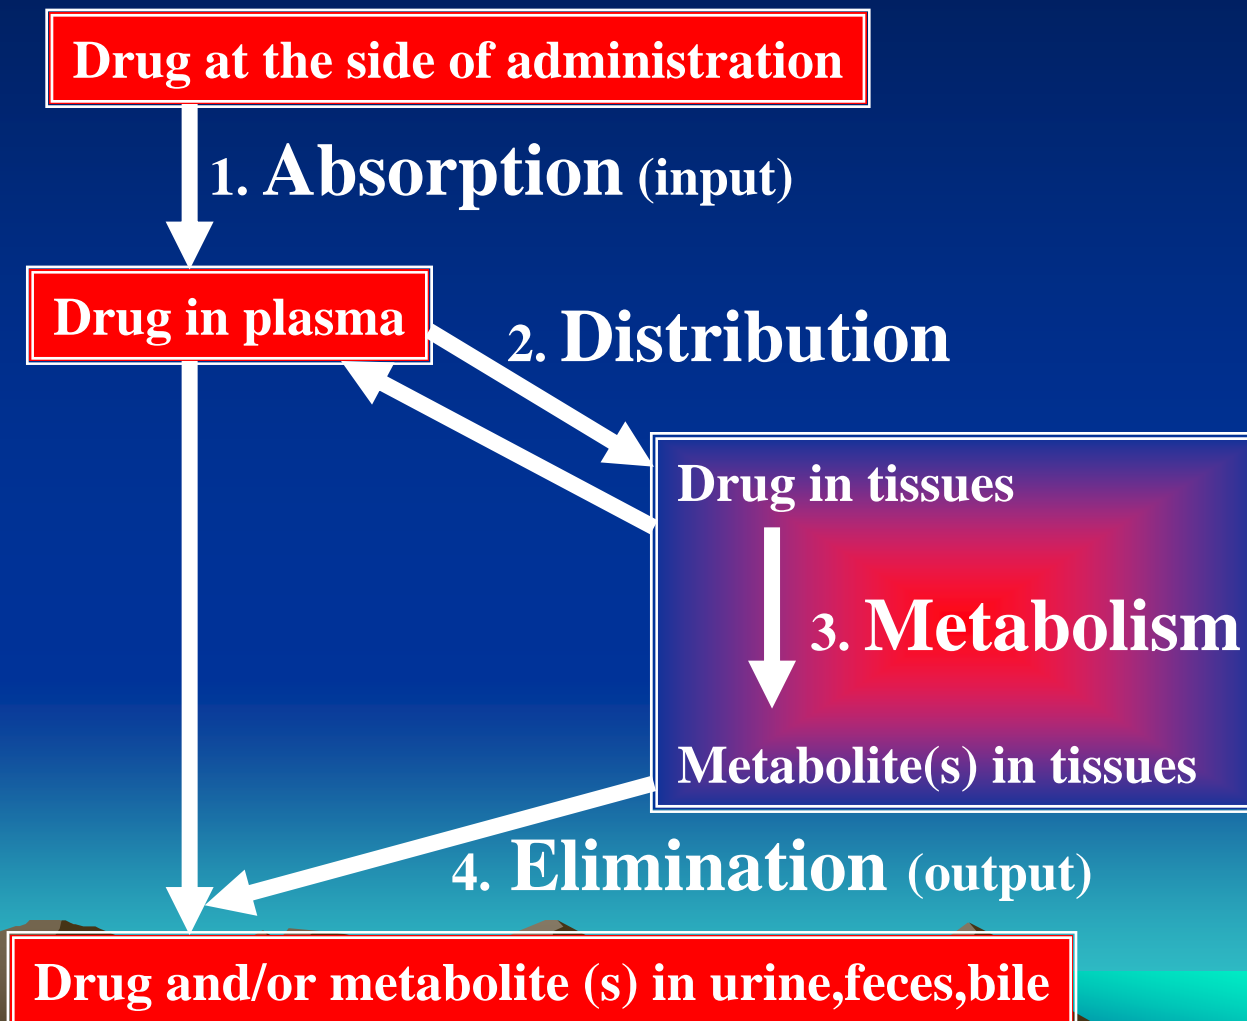 Drug at the side of administration
1. Absorption (input)
Drug in plasma
2. Distribution
Drug in tissues
3. Metabolism
Metabolite(s) in tissues
4. Elimination (output)
Drug and/or metabolite (s) in urine,feces,bile